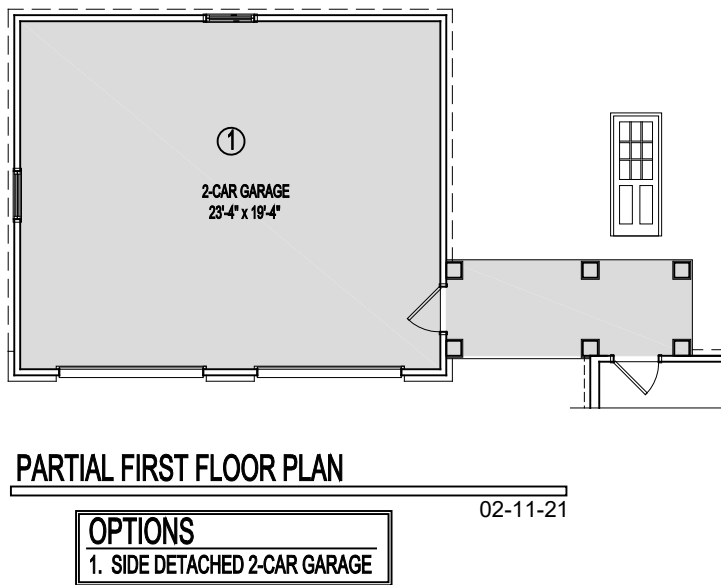 1
2-CAR GARAGE
23'-4" x 19'-4"
PARTIAL FIRST FLOOR PLAN
02-11-21
OPTIONS
1. SIDE DETACHED 2-CAR GARAGE